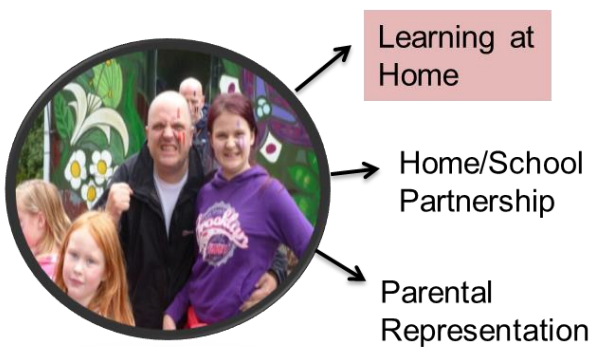 Learning at
Home
Home/School
Partnership
Parental
Representation